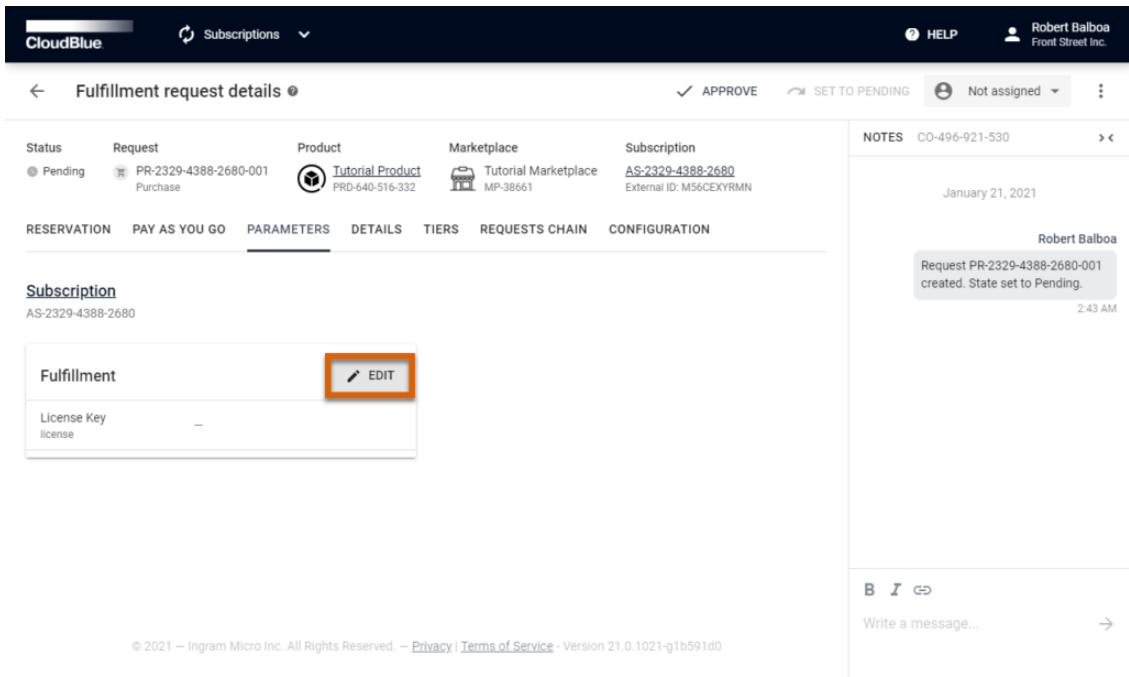 CloudBlue.
Subscriptions
HELP
Robert Balboa
Front Street Inc.
Fulfillment request details
APPROVE
SET TO PENDING
Not assigned
Status
Request
Product
Marketplace
Subscription
Pending
PR-2329-4388-2680-001
Purchase
Tutorial Product
PRD-640-516-332
Tutorial Marketplace
MP-38661
AS-2329-4388-2680
External ID: M56CEXYRMN
RESERVATION
PAY AS YOU GO
PARAMETERS
DETAILS
TIERS
REQUESTS CHAIN
CONFIGURATION
Subscription
AS-2329-4388-2680
Fulfillment
EDIT
License Key
license
—
NOTES CO-496-921-530
January 21, 2021
Robert Balboa
Request PR-2329-4388-2680-001
created. State set to Pending.
2:43 AM
B I
Write a message...
© 2021 — Ingram Micro Inc. All Rights Reserved. — Privacy | Terms of Service - Version 21.0.1021-g1b591d0